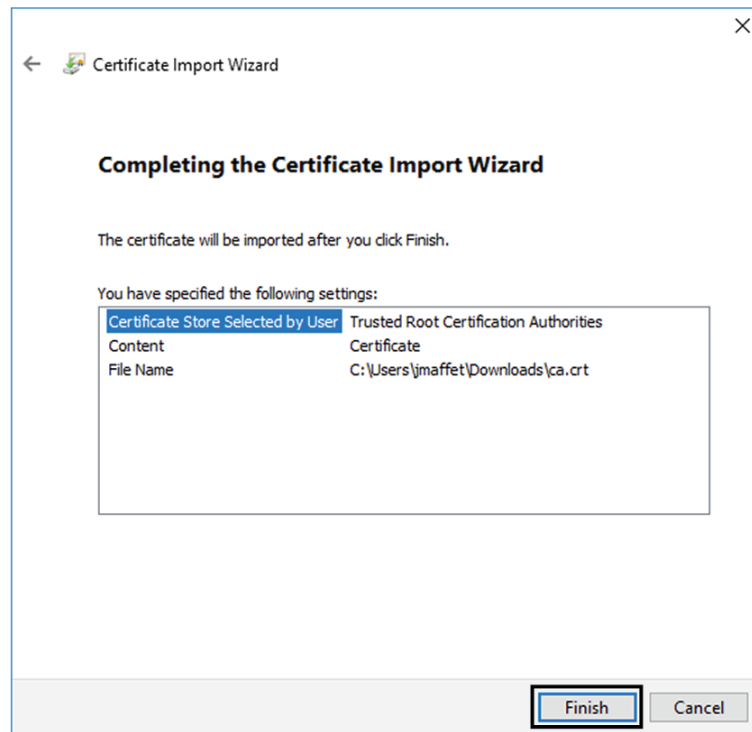 Certificate Import Wizard
Completing the Certificate Import Wizard
The certificate will be imported after you click Finish.
You have specified the following settings:
Certificate Store Selected by User Trusted Root Certification Authorities
Content Certificate
File Name C:\Users\jmaffet\Downloads\ca.crt
Finish Cancel